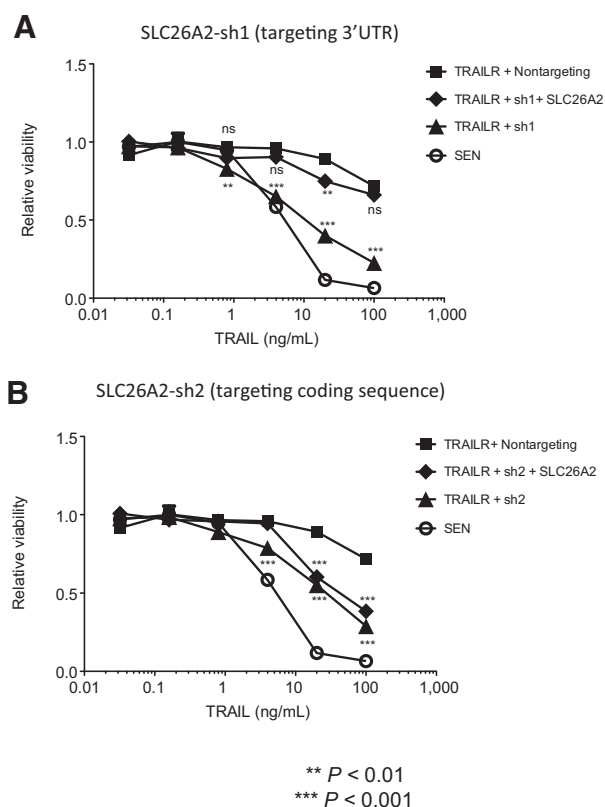 A
SLC26A2-sh1 (targeting 3’UTR)
1.5
1.0
0.5
0.0
Relative viability
ns
ns
**
***
**
***
ns
***
0.01
0.1
1
10
100
1,000
TRAIL (ng/mL)
TRAILR + Nontargeting
TRAILR + sh1+ SLC26A2
TRAILR + sh1
SEN
B
SLC26A2-sh2 (targeting coding sequence)
1.5
1.0
0.5
0.0
Relative viability
***
***
***
***
***
0.01
0.1
1
10
100
1,000
TRAIL (ng/mL)
TRAILR+ Nontargeting
TRAILR + sh2 + SLC26A2
TRAILR + sh2
SEN
** P < 0.01
*** P < 0.001